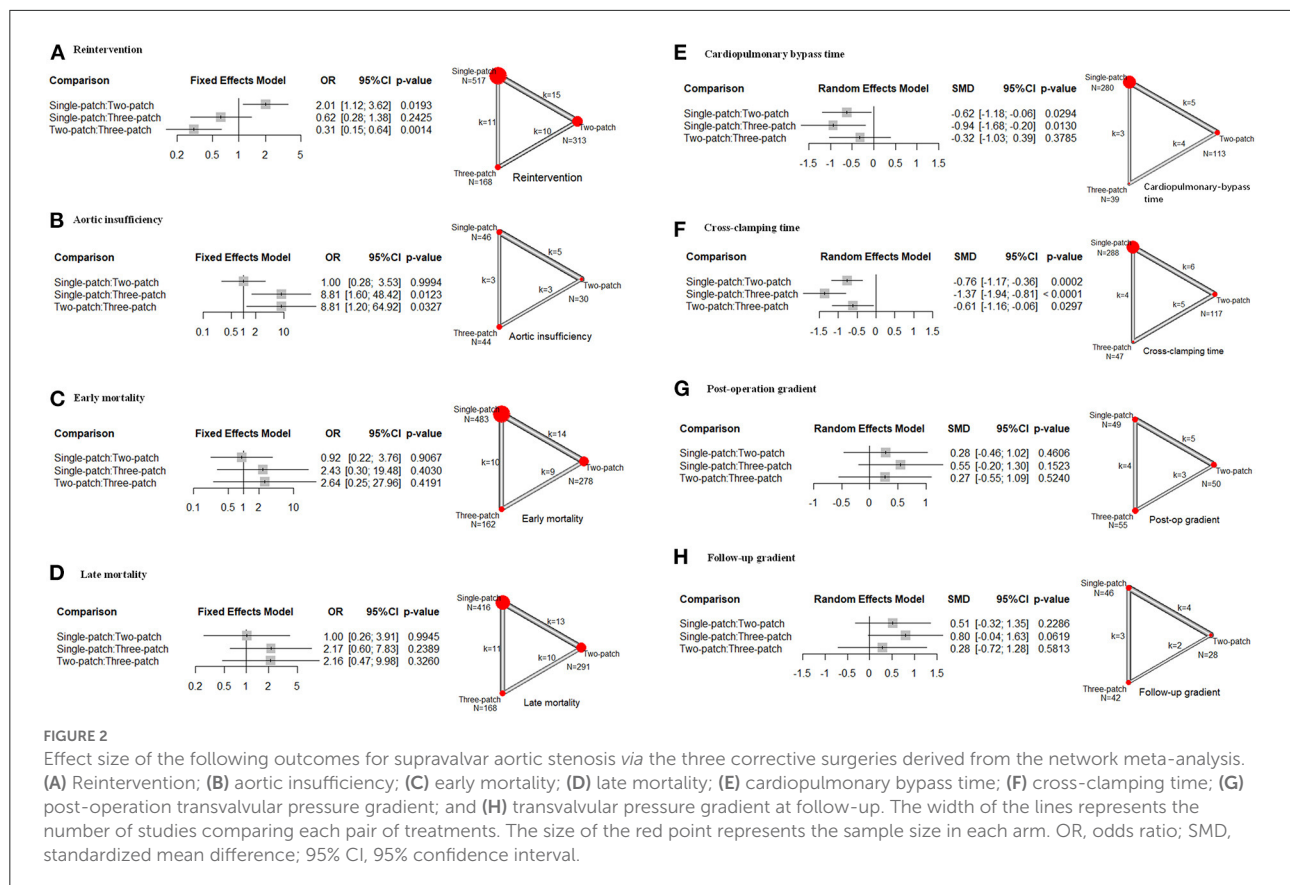 A Reintervention
Comparison Fixed Effects Model OR 95%CI p-value
Single-patch:Two-patch 2.01 [1.12; 3.62] 0.0193
Single-patch:Three-patch 0.62 [0.28; 1.38] 0.2425
Two-patch:Three-patch 0.31 [0.15; 0.64] 0.0014
0.2 0.5 1 2 5
Single-patch
N=517
k=15
k=11
k=10
Two-patch
N=313
Three-patch
N=168
Reintervention
B Aortic insufficiency
Comparison Fixed Effects Model OR 95%CI p-value
Single-patch:Two-patch 1.00 [0.28; 3.53] 0.9994
Single-patch:Three-patch 8.81 [1.60; 48.42] 0.0123
Two-patch:Three-patch 8.81 [1.20; 64.92] 0.0327
0.1 0.5 1 2 10
Single-patch
N=46
k=5
k=3
k=3
Two-patch
N=30
Three-patch
N=44
Aortic insufficiency
C Early mortality
Comparison Fixed Effects Model OR 95%CI p-value
Single-patch:Two-patch 0.92 [0.22; 3.76] 0.9067
Single-patch:Three-patch 2.43 [0.30; 19.48] 0.4030
Two-patch:Three-patch 2.64 [0.25; 27.96] 0.4191
0.1 0.5 1 2 10
Single-patch
N=483
k=14
k=10
k=9
Two-patch
N=278
Three-patch
N=162
Early mortality
D Late mortality
Comparison Fixed Effects Model OR 95%CI p-value
Single-patch:Two-patch 1.00 [0.26; 3.91] 0.9945
Single-patch:Three-patch 2.17 [0.60; 7.83] 0.2389
Two-patch:Three-patch 2.16 [0.47; 9.98] 0.3260
0.2 0.5 1 2 5
Single-patch
N=416
k=13
k=11
k=10
Two-patch
N=291
Three-patch
N=168
Late mortality
E Cardiopulmonary bypass time
Comparison Random Effects Model SMD 95%CI p-value
Single-patch:Two-patch -0.62 [-1.18; -0.06] 0.0294
Single-patch:Three-patch -0.94 [-1.68; -0.20] 0.0130
Two-patch:Three-patch -0.32 [-1.03; 0.39] 0.3785
-1.5 -1 -0.5 0 0.5 1 1.5
Single-patch
N=280
k=5
k=3
k=4
Two-patch
N=113
Three-patch
N=39
Cardiopulmonary-bypass
time
F Cross-clamping time
Comparison Random Effects Model SMD 95%CI p-value
Single-patch:Two-patch -0.76 [-1.17; -0.36] 0.0002
Single-patch:Three-patch -1.37 [-1.94; -0.81] < 0.0001
Two-patch:Three-patch -0.61 [-1.16; -0.06] 0.0297
-1.5 -1 -0.5 0 0.5 1 1.5
Single-patch
N=288
k=6
k=4
k=5
Two-patch
N=117
Three-patch
N=47
Cross-clamping time
G Post-operation gradient
Comparison Random Effects Model SMD 95%CI p-value
Single-patch:Two-patch 0.28 [-0.46; 1.02] 0.4606
Single-patch:Three-patch 0.55 [-0.20; 1.30] 0.1523
Two-patch:Three-patch 0.27 [-0.55; 1.09] 0.5240
-1 -0.5 0 0.5 1
Single-patch
N=49
k=5
k=4
k=3
Two-patch
N=50
Three-patch
N=55
Post-op gradient
H Follow-up gradient
Comparison Random Effects Model SMD 95%CI p-value
Single-patch:Two-patch 0.51 [-0.32; 1.35] 0.2286
Single-patch:Three-patch 0.80 [-0.04; 1.63] 0.0619
Two-patch:Three-patch 0.28 [-0.72; 1.28] 0.5813
-1.5 -1 -0.5 0 0.5 1 1.5
Single-patch
N=46
k=4
k=3
k=2
Two-patch
N=28
Three-patch
N=42
Follow-up gradient
FIGURE 2
Effect size of the following outcomes for supravalvar aortic stenosis via the three corrective surgeries derived from the network meta-analysis.
(A) Reintervention; (B) aortic insufficiency; (C) early mortality; (D) late mortality; (E) cardiopulmonary bypass time; (F) cross-clamping time; (G)
post-operation transvalvular pressure gradient; and (H) transvalvular pressure gradient at follow-up. The width of the lines represents the
number of studies comparing each pair of treatments. The size of the red point represents the sample size in each arm. OR, odds ratio; SMD,
standardized mean difference; 95% CI, 95% confidence interval.